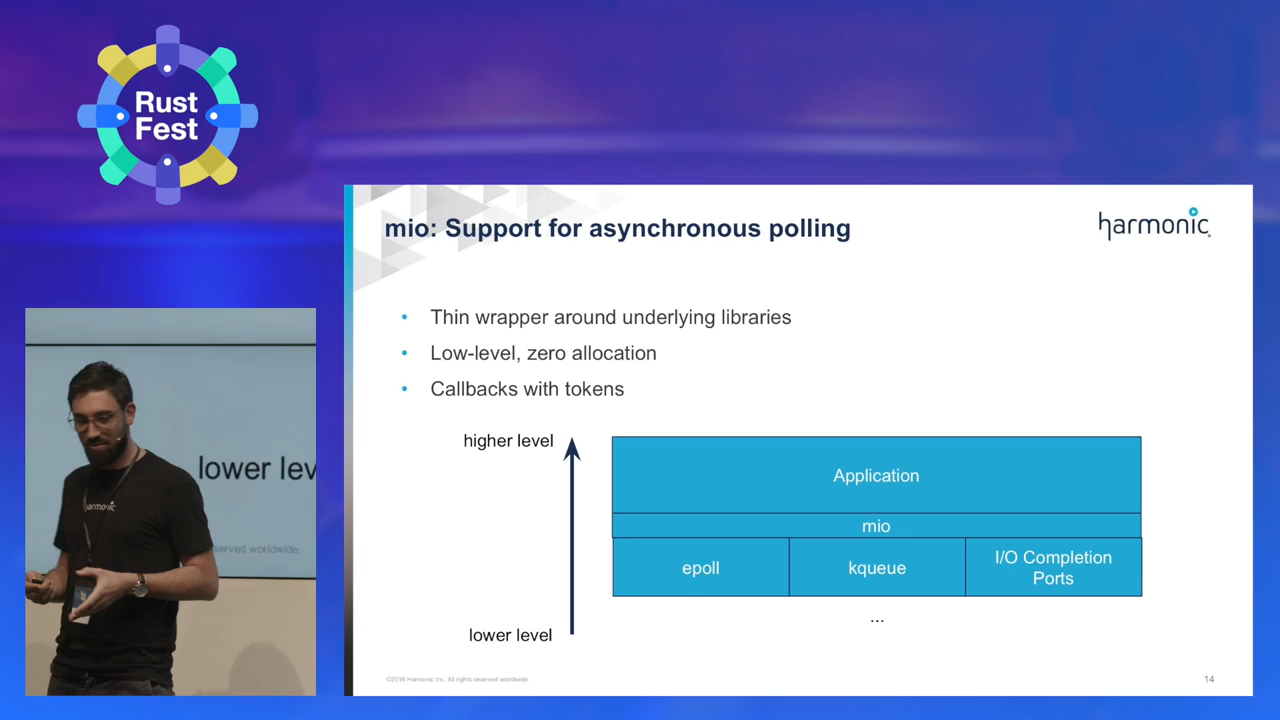 Rust
Fest
mio: Support for asynchronous polling
harmonic
• Thin wrapper around underlying libraries
• Low-level, zero allocation
• Callbacks with tokens
higher level
Application
mio
epoll
kqueue
I/O Completion
Ports
...
lower level
©2016 Harmonic Inc. All rights reserved worldwide.
14
lower lev
served worldwide.
harmonic